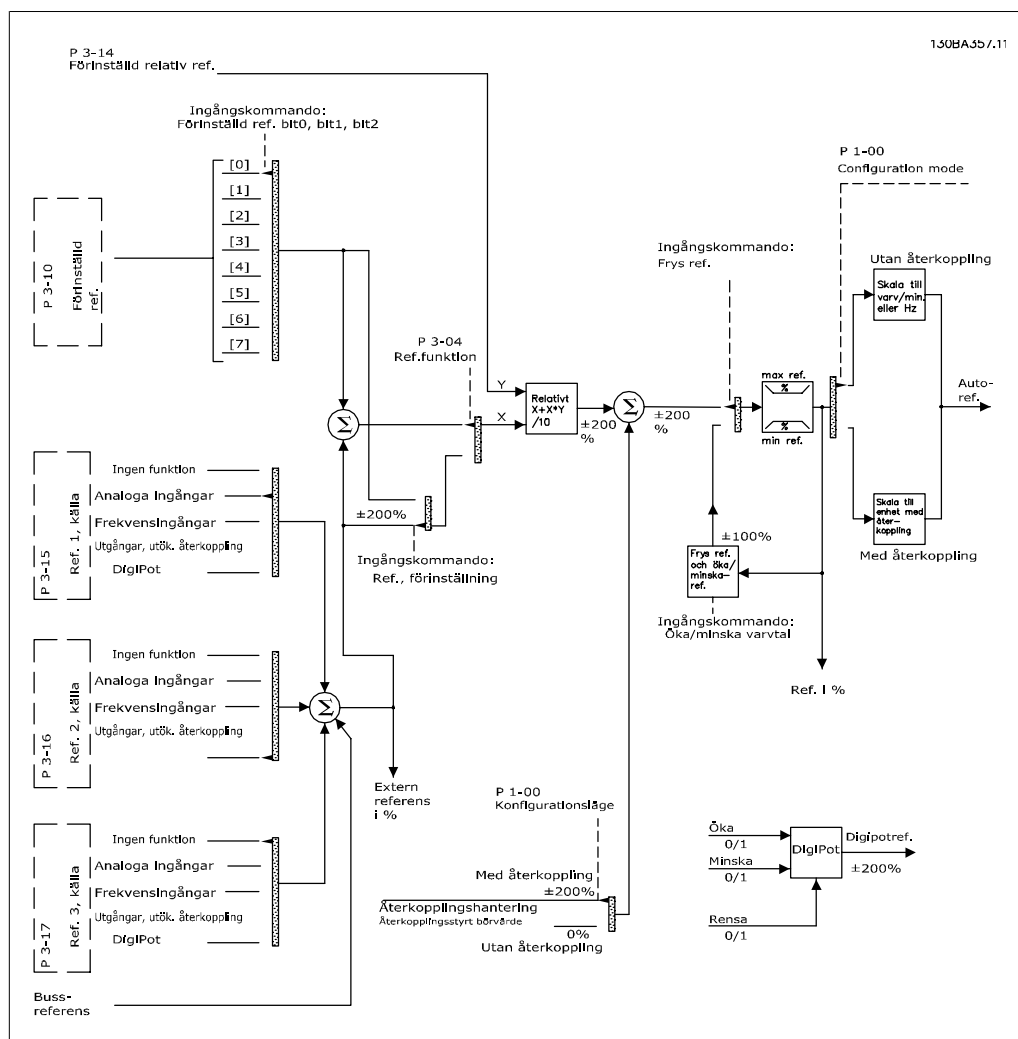 130BA357.11
P 3-14
Förinställd relativ ref.
Ingångskommando:
Förinställd ref. bit0, bit1, bit2
P 1-00
Configuration mode
[0]
[1]
[2]
[3]
[4]
[5]
[6]
[7]
P 3-10
Förinställd
ref.
Ingångskommando:
Frys ref.
Utan återkoppling
Skala till
varv/min.
eller Hz
P 3-04
Ref.funktion
max ref.
%
%
min ref.
Y
X
Relativt
X+X*Y
/10
±200
%
Σ
±200
%
Auto-
ref.
Σ
P 3-15
Ref. 1, källa
Ingen funktion
Analoga ingångar
Frekvensingångar
Utgångar, utök. återkoppling
DigiPot
±200%
Ingångskommando:
Ref., förinställning
±100%
Frys ref.
och öka/
minska-
ref.
Ingångskommando:
Öka/minska varvtal
Skala till
enhet med
åter-
koppling
Med återkoppling
Ref. i %
P 3-16
Ref. 2, källa
Ingen funktion
Analoga ingångar
Frekvensingångar
Utgångar, utök. återkoppling
Σ
Extern
referens
i %
P 1-00
Konfigurationsläge
P 3-17
Ref. 3, källa
Ingen funktion
Analoga ingångar
Frekvensingångar
Utgångar, utök. återkoppling
DigiPot
Med återkoppling
±200%
Återkopplingshantering
Återkopplingsstyrt börvärde
0%
Utan återkoppling
Öka
0/1
Minska
0/1
Rensa
0/1
DigiPot
Digipotref.
±200%
Buss-
referens